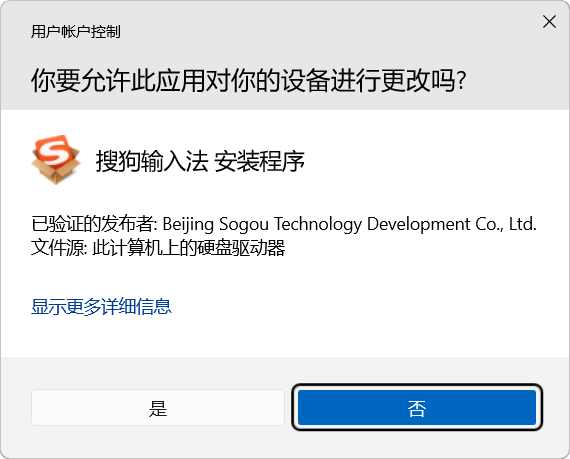 用户帐户控制
你要允许此应用对你的设备进行更改吗?
搜狗输入法 安装程序
已验证的发布者: Beijing Sogou Technology Development Co., Ltd.
文件源: 此计算机上的硬盘驱动器
显示更多详细信息
是
否